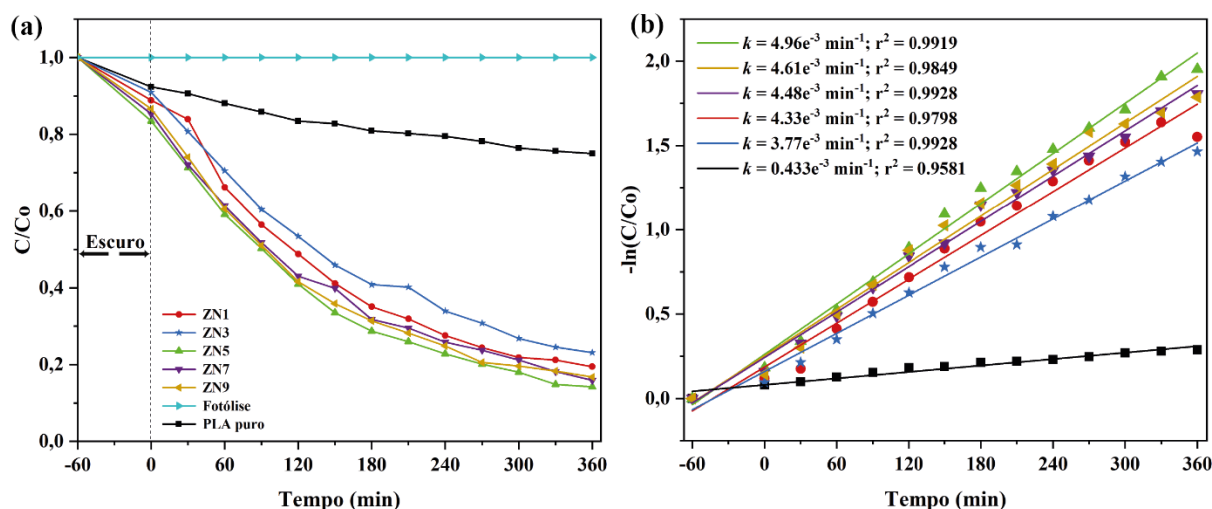 (a)
1,0
0,8
0,6
0,4
0,2
0,0
C/Co
Escuro
ZN1
ZN3
ZN5
ZN7
ZN9
Fotólise
PLA puro
-60 0 60 120 180 240 300 360
Tempo (min)
(b)
k = 4.96e⁻³ min⁻¹; r² = 0.9919
k = 4.61e⁻³ min⁻¹; r² = 0.9849
k = 4.48e⁻³ min⁻¹; r² = 0.9928
k = 4.33e⁻³ min⁻¹; r² = 0.9798
k = 3.77e⁻³ min⁻¹; r² = 0.9928
k = 0.433e⁻³ min⁻¹; r² = 0.9581
2,0
1,5
1,0
0,5
0,0
-ln(C/Co)
-60 0 60 120 180 240 300 360
Tempo (min)